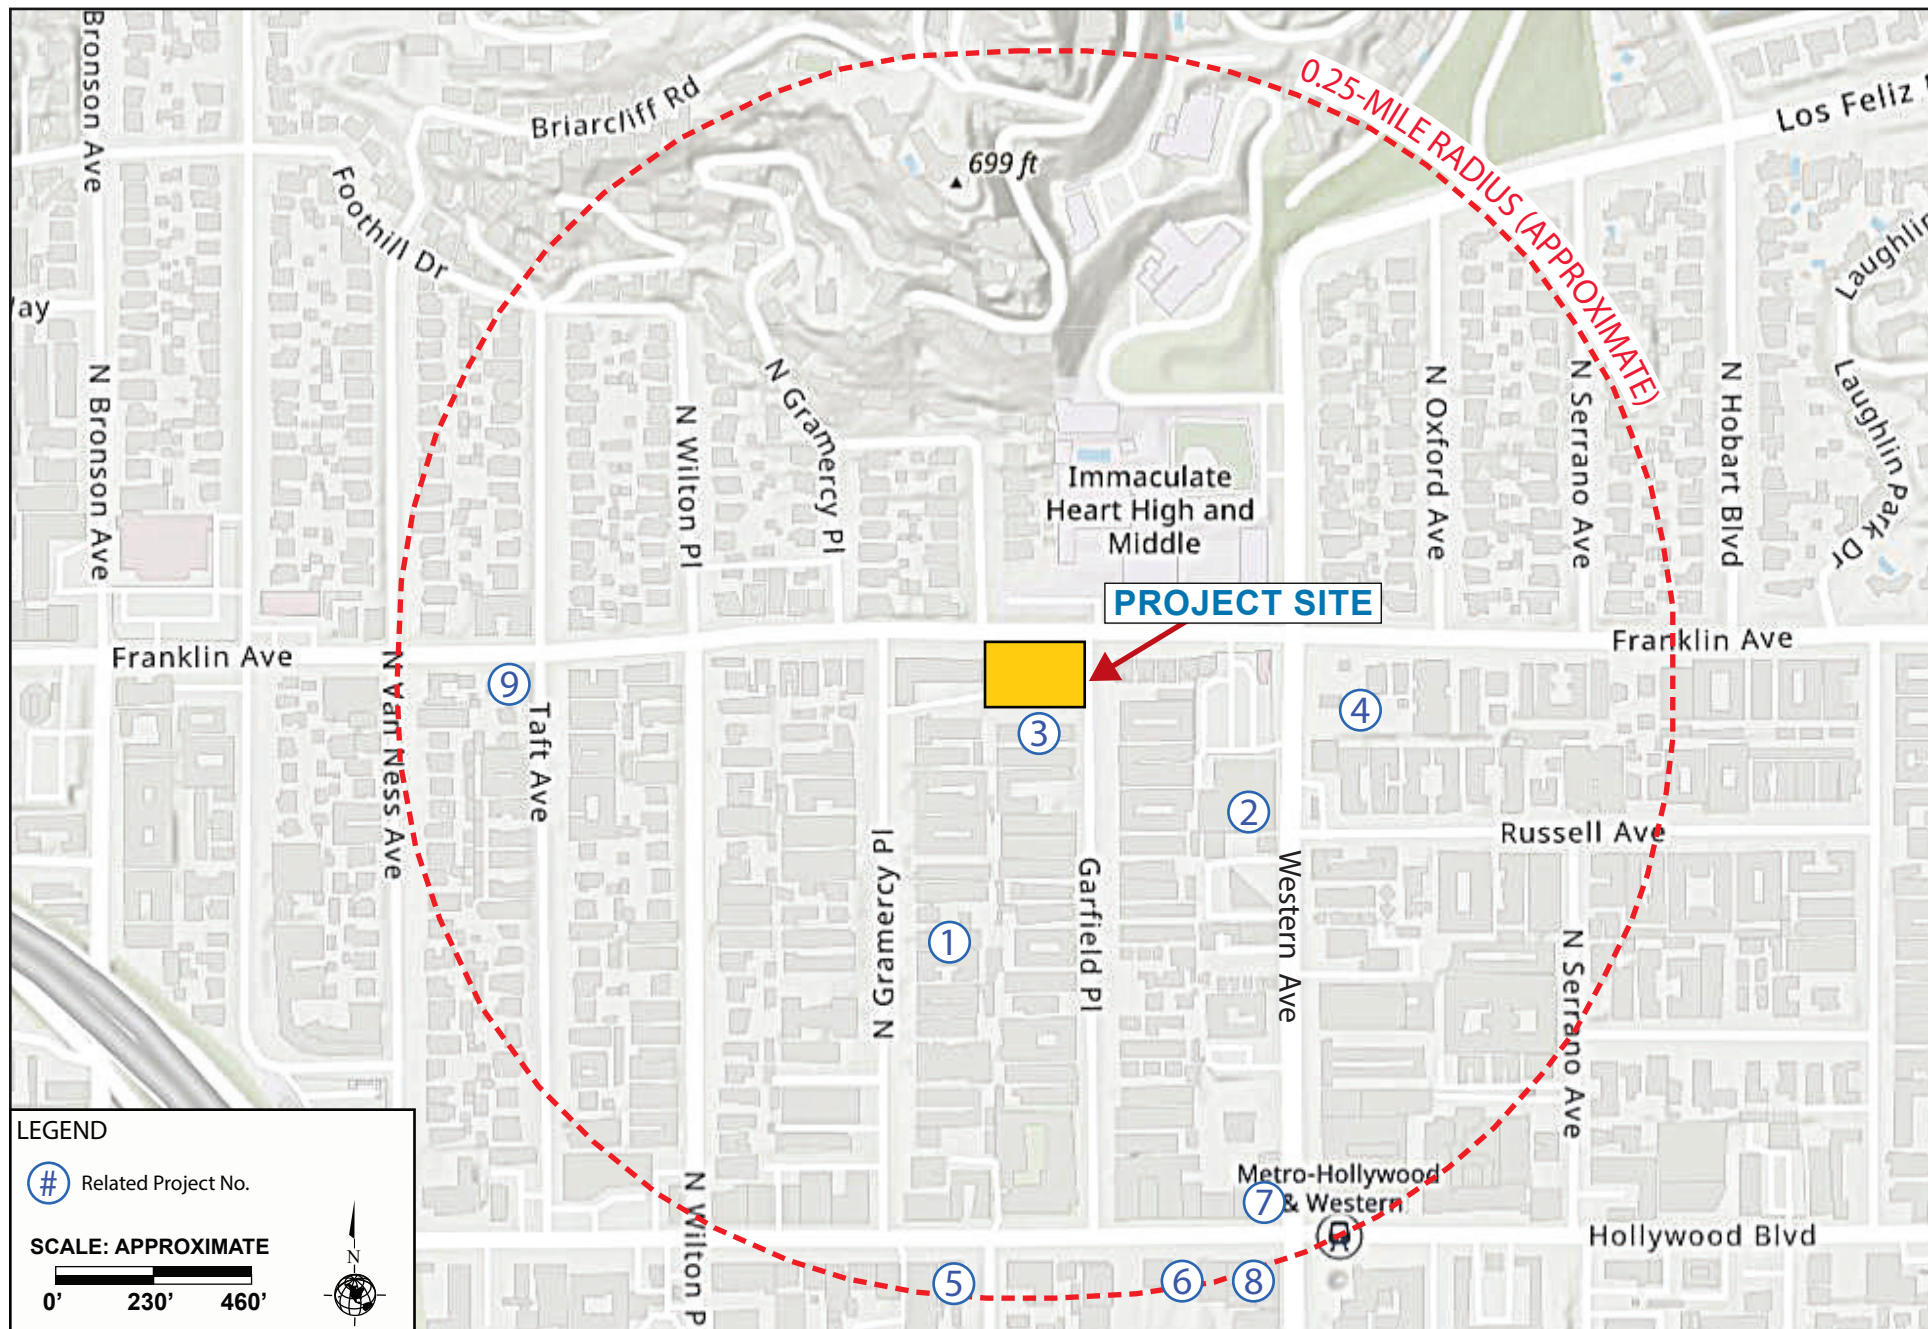 Bronson Ave
Briarcliff Rd
699 ft
0.25-MILE RADIUS (APPROXIMATE)
Los Feliz
Foothill Dr
Laughlin
N Bronson Ave
N Wilton Pl
N Gramercy Pl
N Oxford Ave
N Serrano Ave
N Hobart Blvd
Laughlin Park Dr
Immaculate
Heart High and
Middle
PROJECT SITE
Franklin Ave
Franklin Ave
N Van Ness Ave
9
Taft Ave
3
4
2
Russell Ave
N Gramercy Pl
1
Garfield Pl
Western Ave
N Serrano Ave
LEGEND
# Related Project No.
SCALE: APPROXIMATE
0' 230' 460'
N
N Wilton P
Metro-Hollywood
& Western
7
Hollywood Blvd
5
6
8